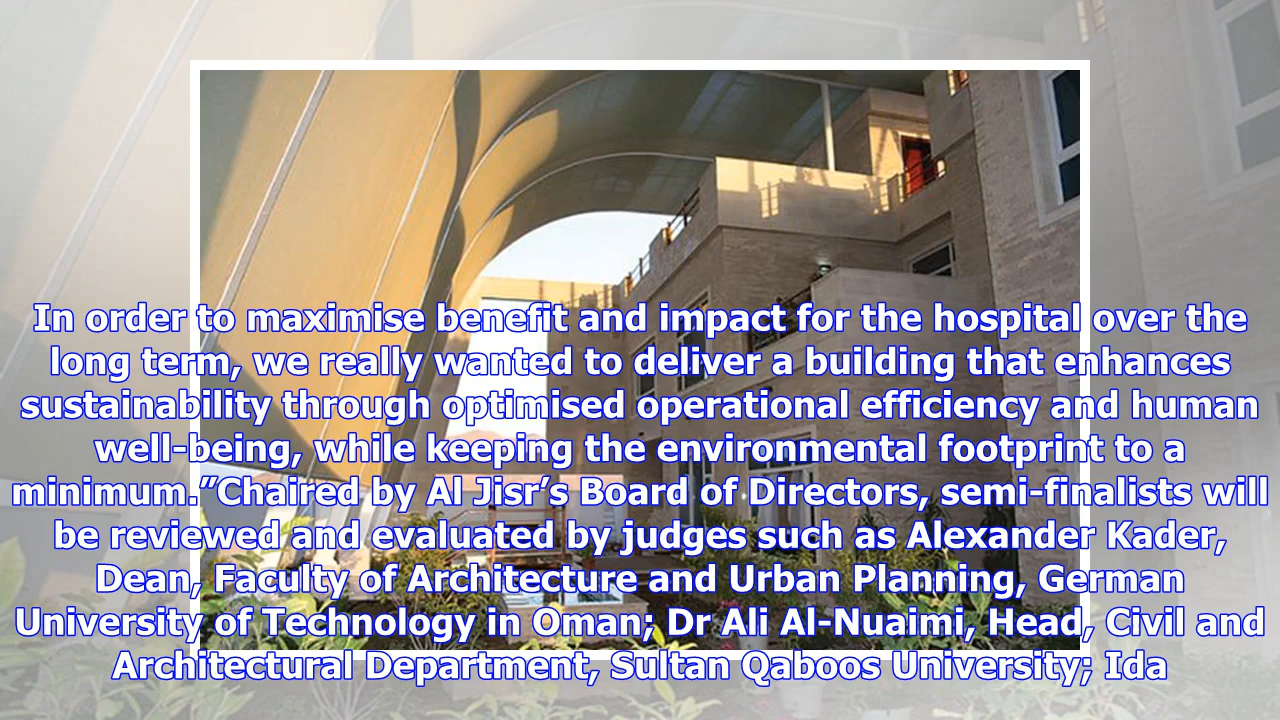 In order to maximise benefit and impact for the hospital over the
long term, we really wanted to deliver a building that enhances
sustainability through optimised operational efficiency and human
well-being, while keeping the environmental footprint to a
minimum.”Chaired by Al Jisr’s Board of Directors, semi-finalists will
be reviewed and evaluated by judges such as Alexander Kader,
Dean, Faculty of Architecture and Urban Planning, German
University of Technology in Oman; Dr Ali Al-Nuaimi, Head, Civil and
Architectural Department, Sultan Qaboos University; Ida